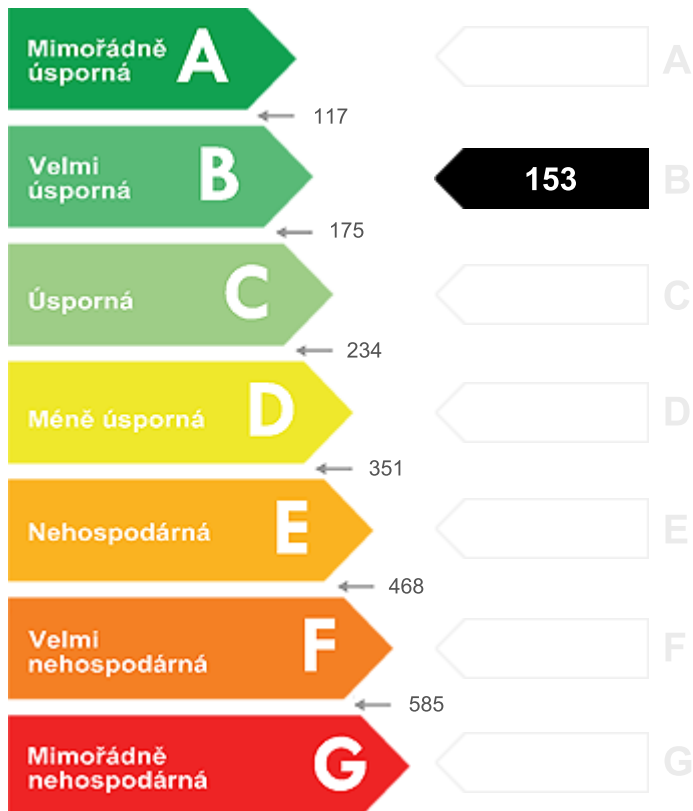 Mimořádně
úsporná
A
A
117
Velmi
úsporná
B
153
B
175
Úsporná
C
C
234
Méně úsporná
D
D
351
Nehospodárná
E
E
468
Velmi
nehospodárná
F
F
585
Mimořádně
nehospodárná
G
G